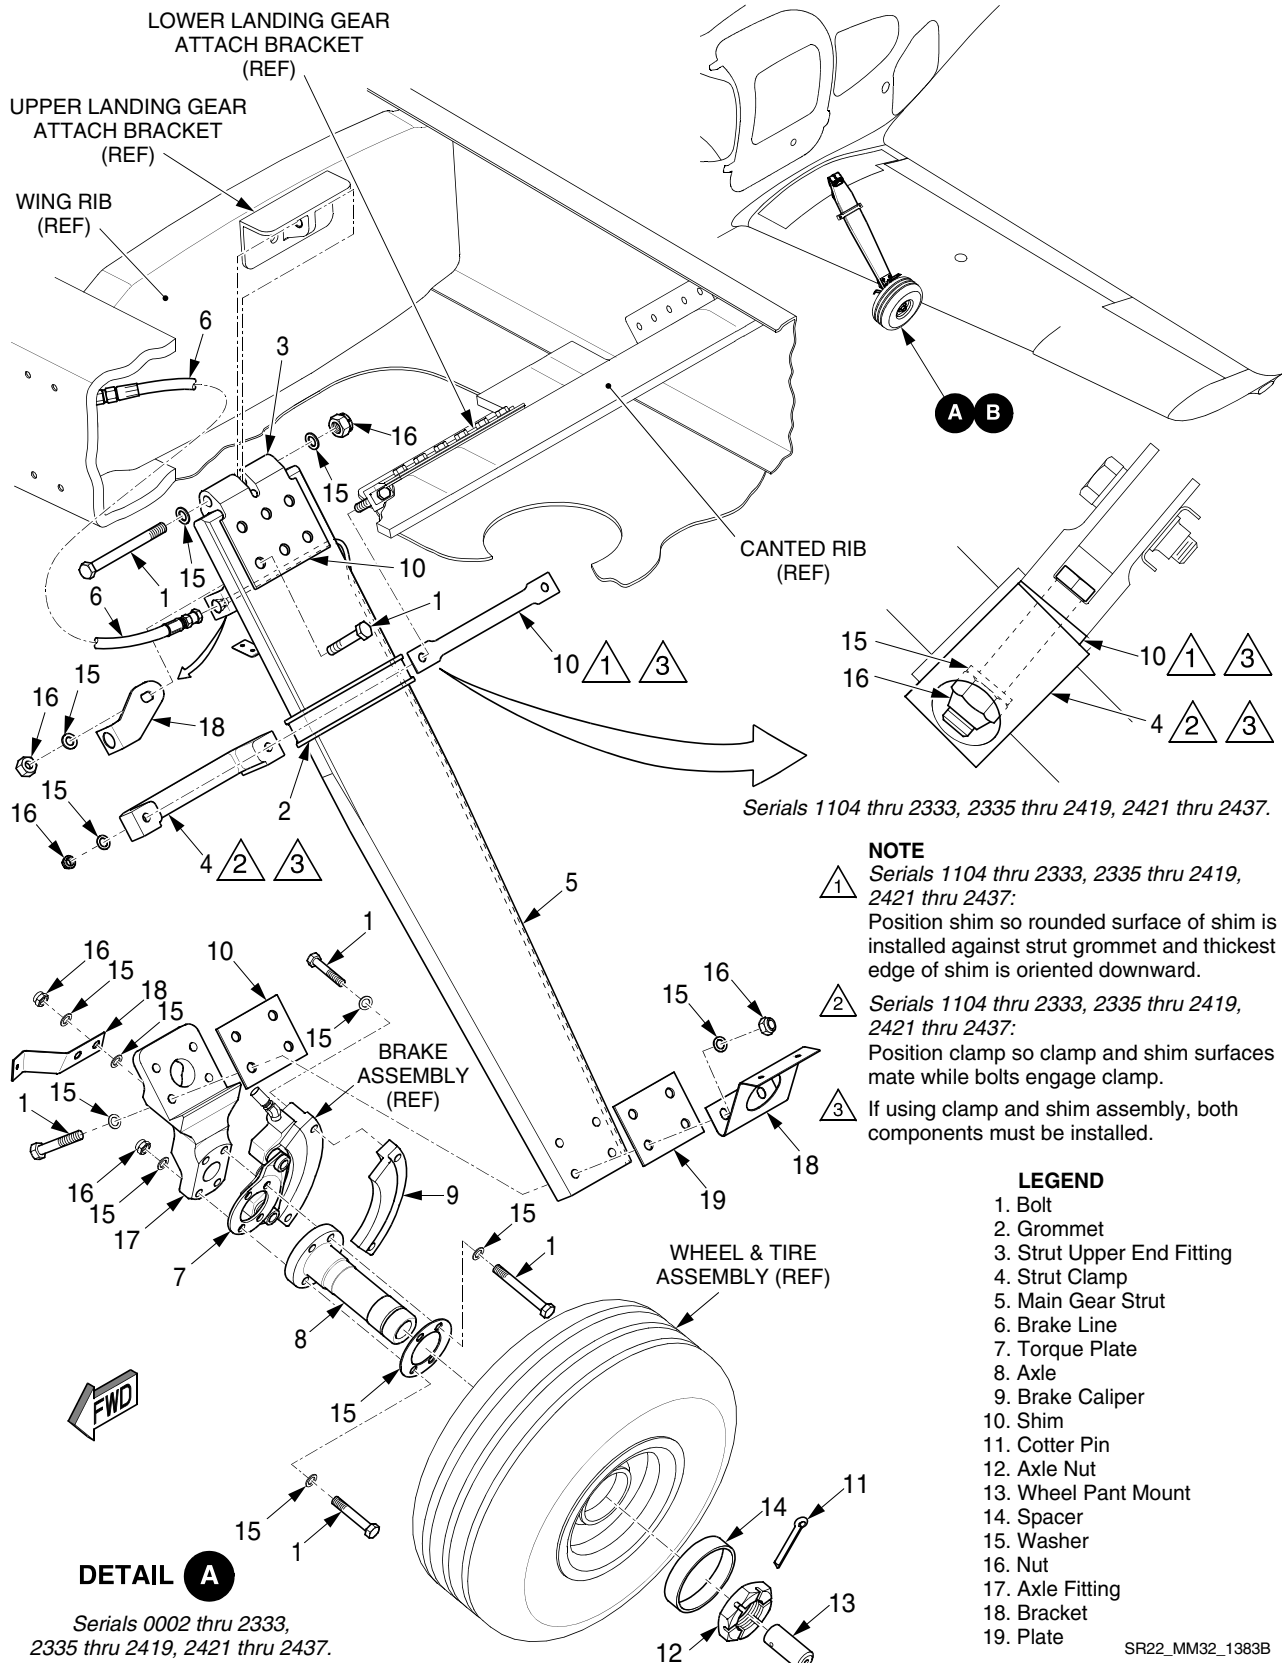 LOWER LANDING GEAR
ATTACH BRACKET
(REF)
UPPER LANDING GEAR
ATTACH BRACKET
(REF)
WING RIB
(REF)
6
3
16
15
A B
1
15
10
CANTED RIB
(REF)
6
1
10 1 3
15
16
10 1 3
4 2 3
16
15
18
Serials 1104 thru 2333, 2335 thru 2419, 2421 thru 2437.
15
16
2
4 2 3
5
NOTE
1
Serials 1104 thru 2333, 2335 thru 2419,
2421 thru 2437:
Position shim so rounded surface of shim is
installed against strut grommet and thickest
edge of shim is oriented downward.
2
Serials 1104 thru 2333, 2335 thru 2419,
2421 thru 2437:
Position clamp so clamp and shim surfaces
mate while bolts engage clamp.
3
If using clamp and shim assembly, both
components must be installed.
16
15
18
15
10
1
15
BRAKE
ASSEMBLY
(REF)
16
15
18
19
1
15
16
15
17
7
9
8
15
1
WHEEL & TIRE
ASSEMBLY (REF)
FWD
15
15
1
14
11
13
12
LEGEND
1. Bolt
2. Grommet
3. Strut Upper End Fitting
4. Strut Clamp
5. Main Gear Strut
6. Brake Line
7. Torque Plate
8. Axle
9. Brake Caliper
10. Shim
11. Cotter Pin
12. Axle Nut
13. Wheel Pant Mount
14. Spacer
15. Washer
16. Nut
17. Axle Fitting
18. Bracket
19. Plate
DETAIL A
Serials 0002 thru 2333,
2335 thru 2419, 2421 thru 2437.
SR22_MM32_1383B